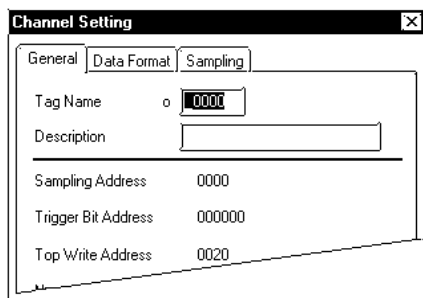 Channel Setting
General Data Format Sampling
Tag Name o 0000
Description
Sampling Address 0000
Trigger Bit Address 000000
Top Write Address 0020